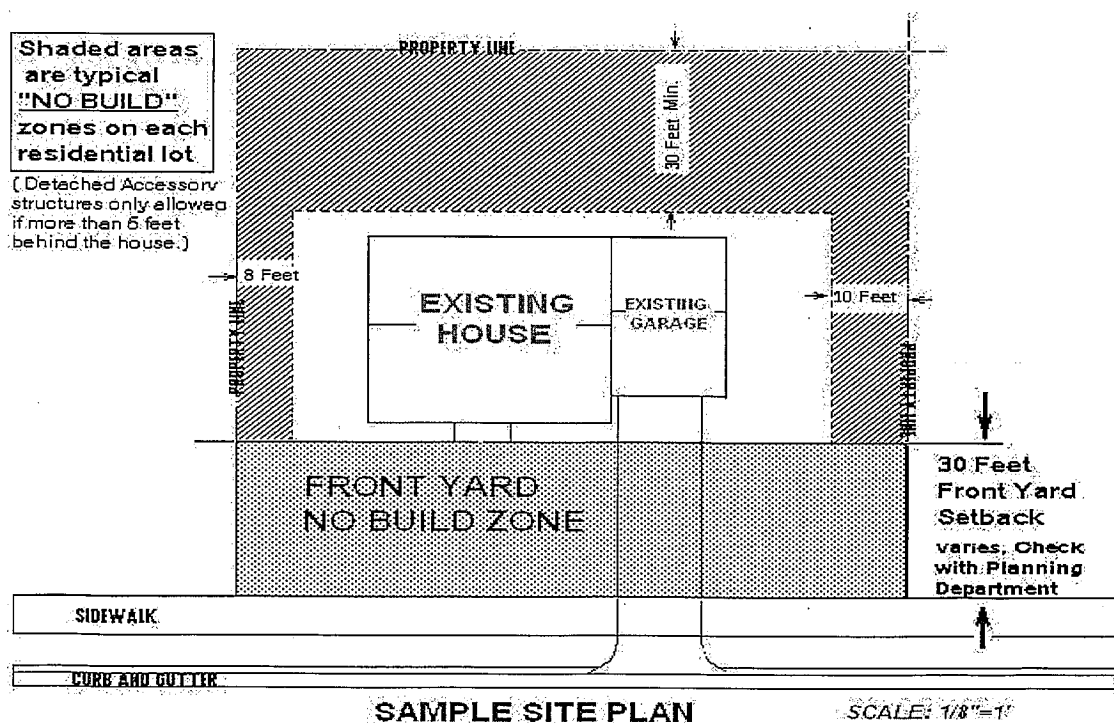 PROPERTY LINE
Shaded areas
are typical
"NO BUILD"
zones on each
residential lot
( Detached Accessory
structures only allowed
if more than 6 feet
behind the house.)
30 Feet Min.
8 Feet
10 Feet
EXISTING
HOUSE
EXISTING
GARAGE
PROPERTY LINE
PROPERTY LINE
FRONT YARD
NO BUILD ZONE
30 Feet
Front Yard
Setback
varies, Check
with Planning
Department
SIDEWALK
CURB AND GUTTER
SAMPLE SITE PLAN
SCALE: 1/8"=1'